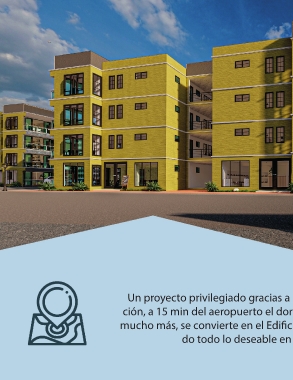 Un proyecto privilegiado gracias a
ción, a 15 min del aeropuerto el dor
mucho más, se convierte en el Edific
do todo lo deseable en